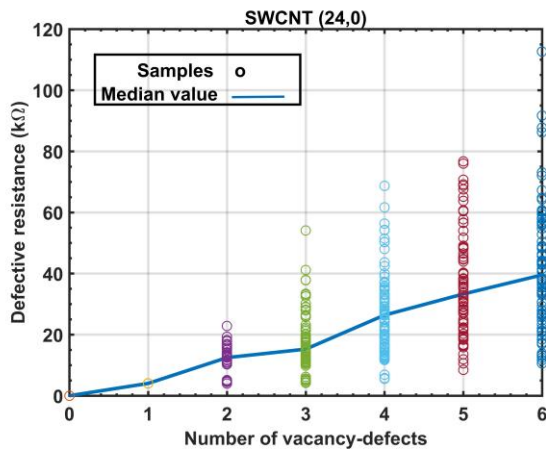 SWCNT (24,0)
120
100
80
60
40
20
0
Defective resistance (kΩ)
Samples o
Median value
0 1 2 3 4 5 6
Number of vacancy-defects